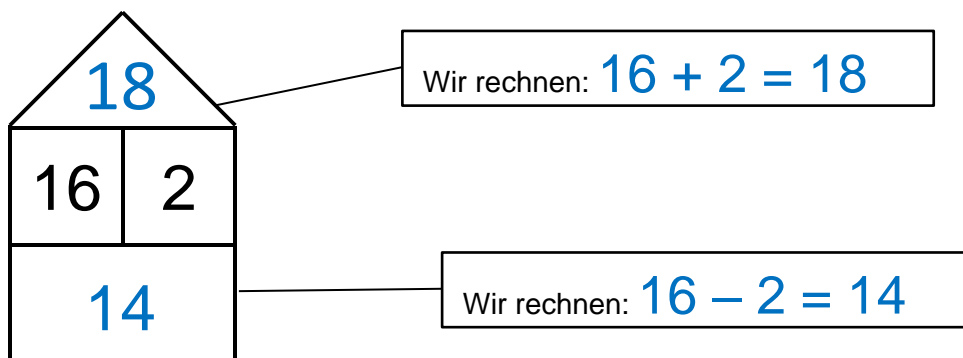 18
Wir rechnen: 16 + 2 = 18
16 2
14
Wir rechnen: 16 – 2 = 14